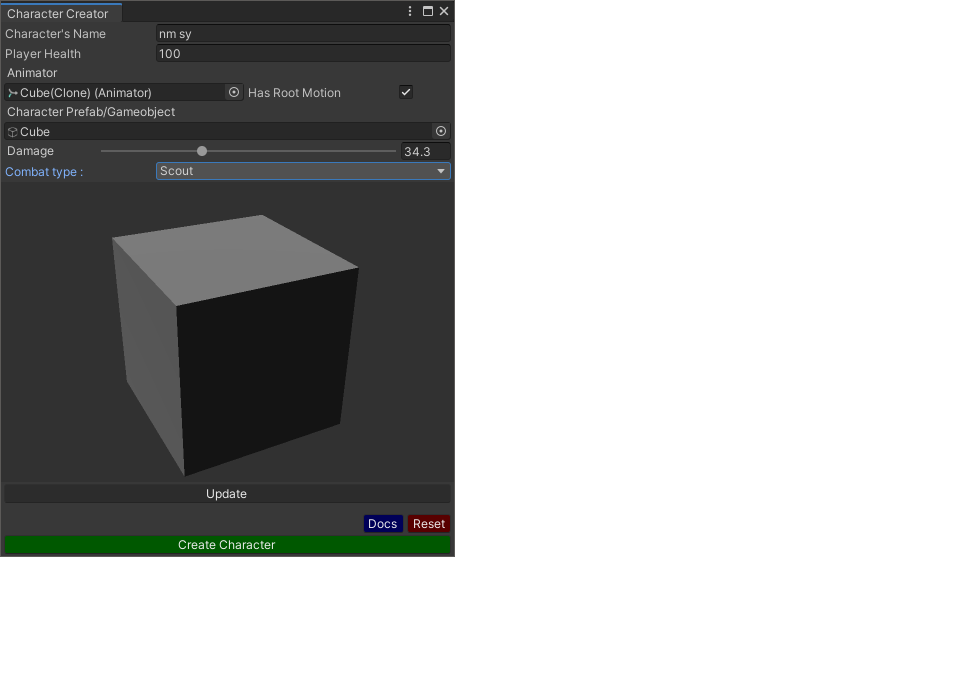 Character Creator
Character's Name nm sy
Player Health 100
Animator
Cube(Clone) (Animator) Has Root Motion
Character Prefab/Gameobject
Cube
Damage 34.3
Combat type : Scout
Update
Docs Reset
Create Character